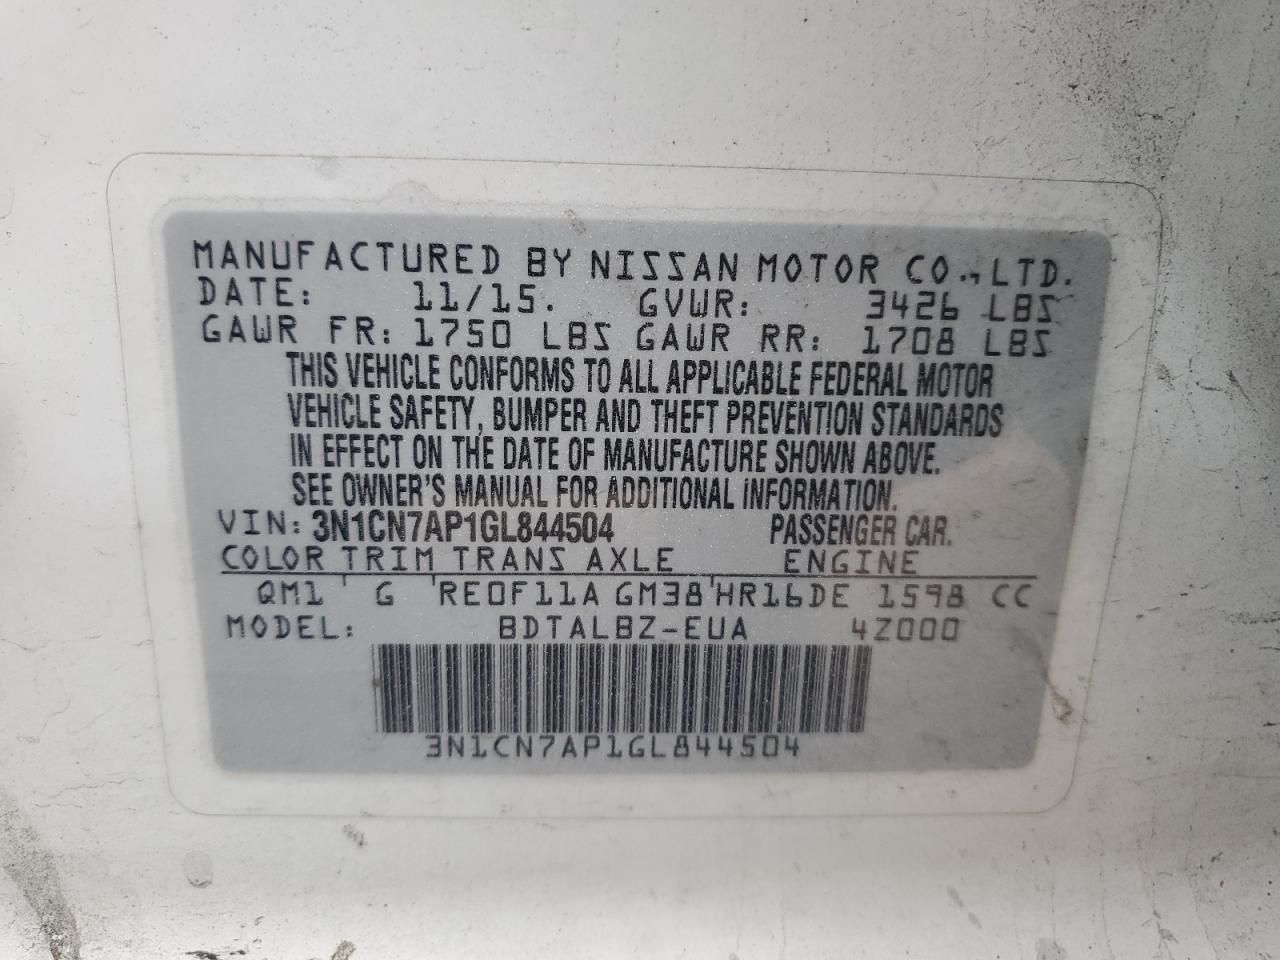 MANUFACTURED BY NISSAN MOTOR CO., LTD.
DATE: 11/15. GVWR: 3426 LBS
GAWR FR: 1750 LBS GAWR RR: 1708 LBS
THIS VEHICLE CONFORMS TO ALL APPLICABLE FEDERAL MOTOR
VEHICLE SAFETY, BUMPER AND THEFT PREVENTION STANDARDS
IN EFFECT ON THE DATE OF MANUFACTURE SHOWN ABOVE.
SEE OWNER'S MANUAL FOR ADDITIONAL INFORMATION.
VIN: 3N1CN7AP1GL844504 PASSENGER CAR.
COLOR TRIM TRANS AXLE ENGINE
QM1 ' G ' RE0F11A GM38 ' HR16DE 1598 CC
MODEL: BDTALBZ-EUA 4Z000
3N1CN7AP1GL844504